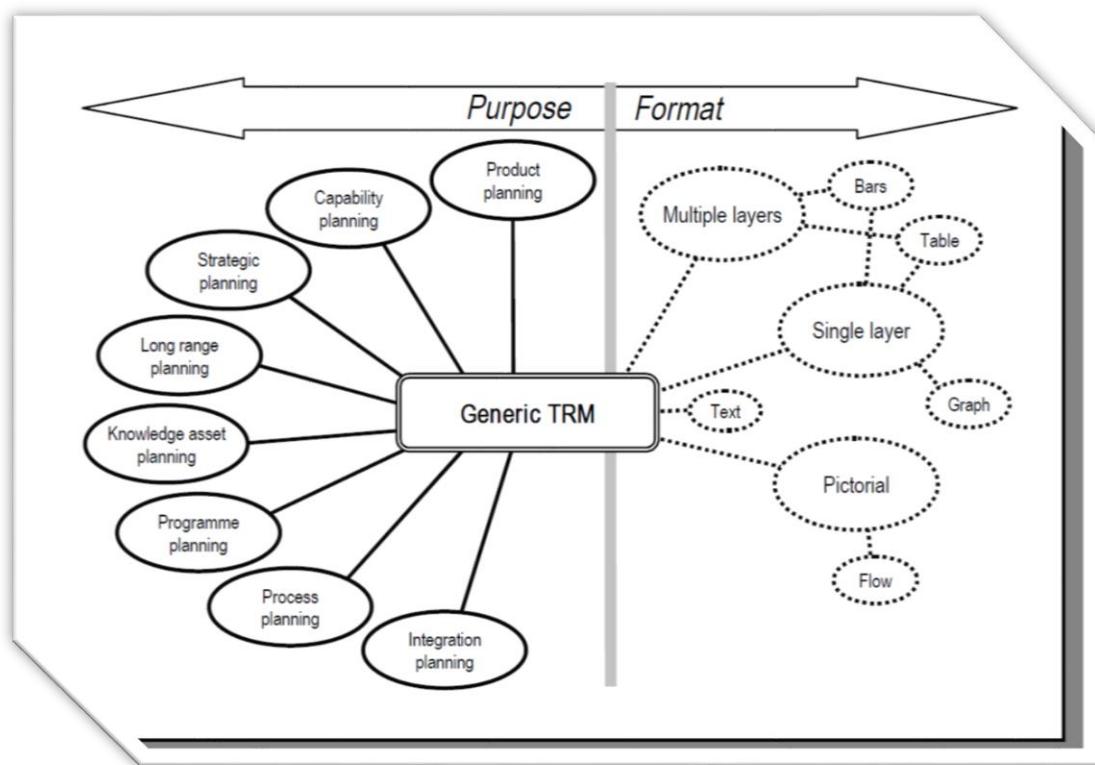 Purpose
Format
Product
planning
Capability
planning
Strategic
planning
Long range
planning
Knowledge asset
planning
Programme
planning
Process
planning
Integration
planning
Generic TRM
Multiple layers
Bars
Table
Single layer
Graph
Text
Pictorial
Flow